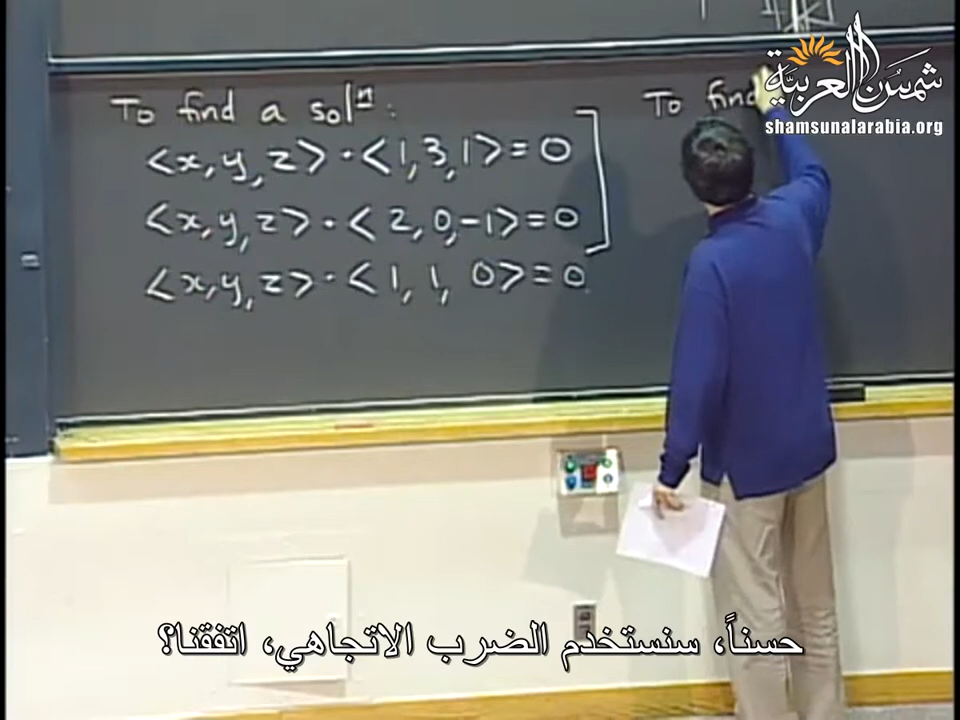 To find a solⁿ:
<x, y, z> · <1, 3, 1> = 0
<x, y, z> · <2, 0, -1> = 0
<x, y, z> · <1, 1, 0> = 0
To find
شمس العربية
shamsunalarabia.org
حسناً، سنستخدم الضرب الاتجاهي، اتفقنا؟